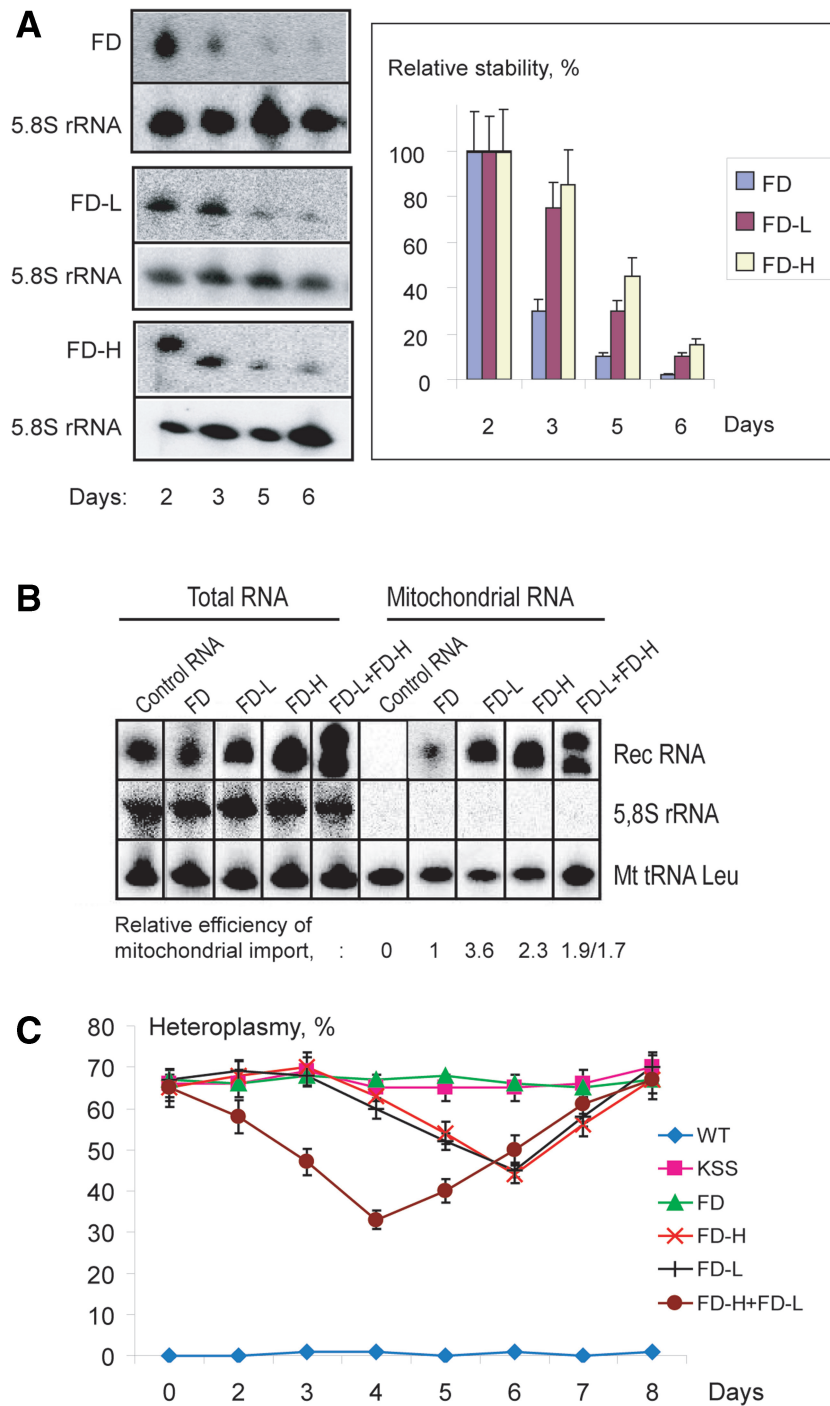 A
FD
5.8S rRNA
FD-L
5.8S rRNA
FD-H
5.8S rRNA
Days: 2 3 5 6
Relative stability, %
100
80
60
40
20
0
2 3 5 6 Days
FD
FD-L
FD-H
B
Total RNA Mitochondrial RNA
Control RNA FD FD-L FD-H FD-L+FD-H Control RNA FD FD-L FD-H FD-L+FD-H
Rec RNA
5,8S rRNA
Mt tRNA Leu
Relative efficiency of
mitochondrial import, : 0 1 3.6 2.3 1.9/1.7
C
Heteroplasmy, %
80
70
60
50
40
30
20
10
0
0 2 3 4 5 6 7 8 Days
WT
KSS
FD
FD-H
FD-L
FD-H+FD-L